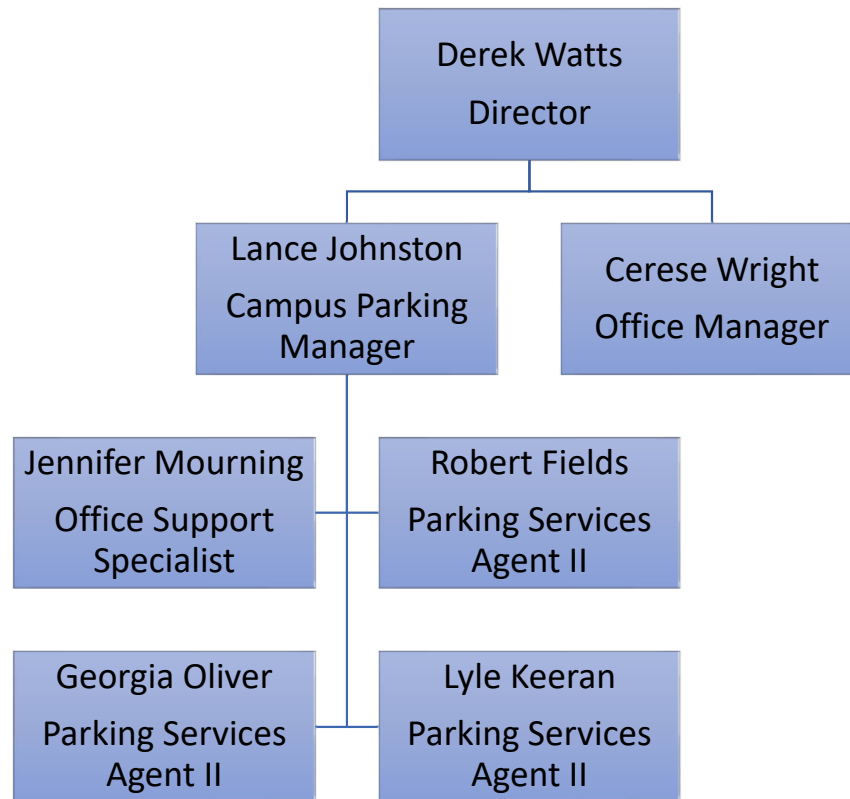 Derek Watts
Director
Lance Johnston
Campus Parking
Manager
Cerese Wright
Office Manager
Jennifer Mourning
Office Support
Specialist
Robert Fields
Parking Services
Agent II
Georgia Oliver
Parking Services
Agent II
Lyle Keeran
Parking Services
Agent II